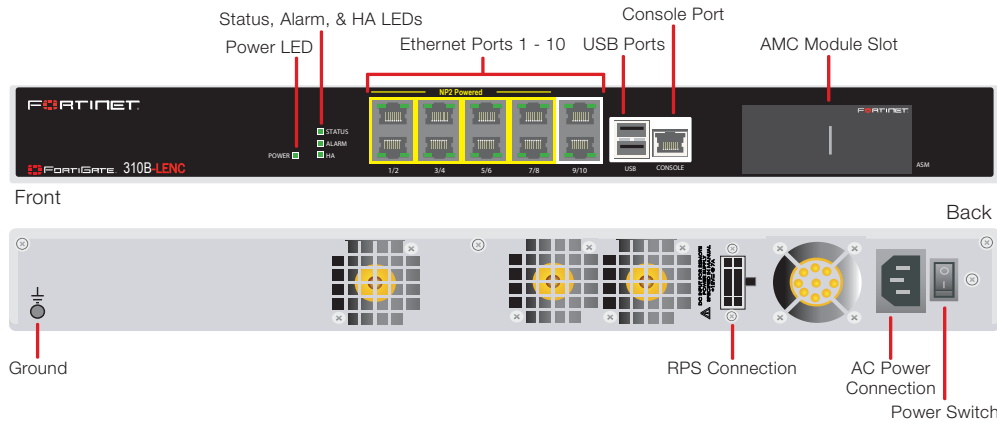 Status, Alarm, & HA LEDs
Power LED
Ethernet Ports 1 - 10
USB Ports
Console Port
AMC Module Slot
FORTINET
NP2 Powered
FORTINET
STATUS
ALARM
POWER
HA
FORTIGATE 310B-LENC
1/2
3/4
5/6
7/8
9/10
USB
CONSOLE
ASM
Front
Back
Ground
RPS Connection
AC Power
Connection
Power Switch